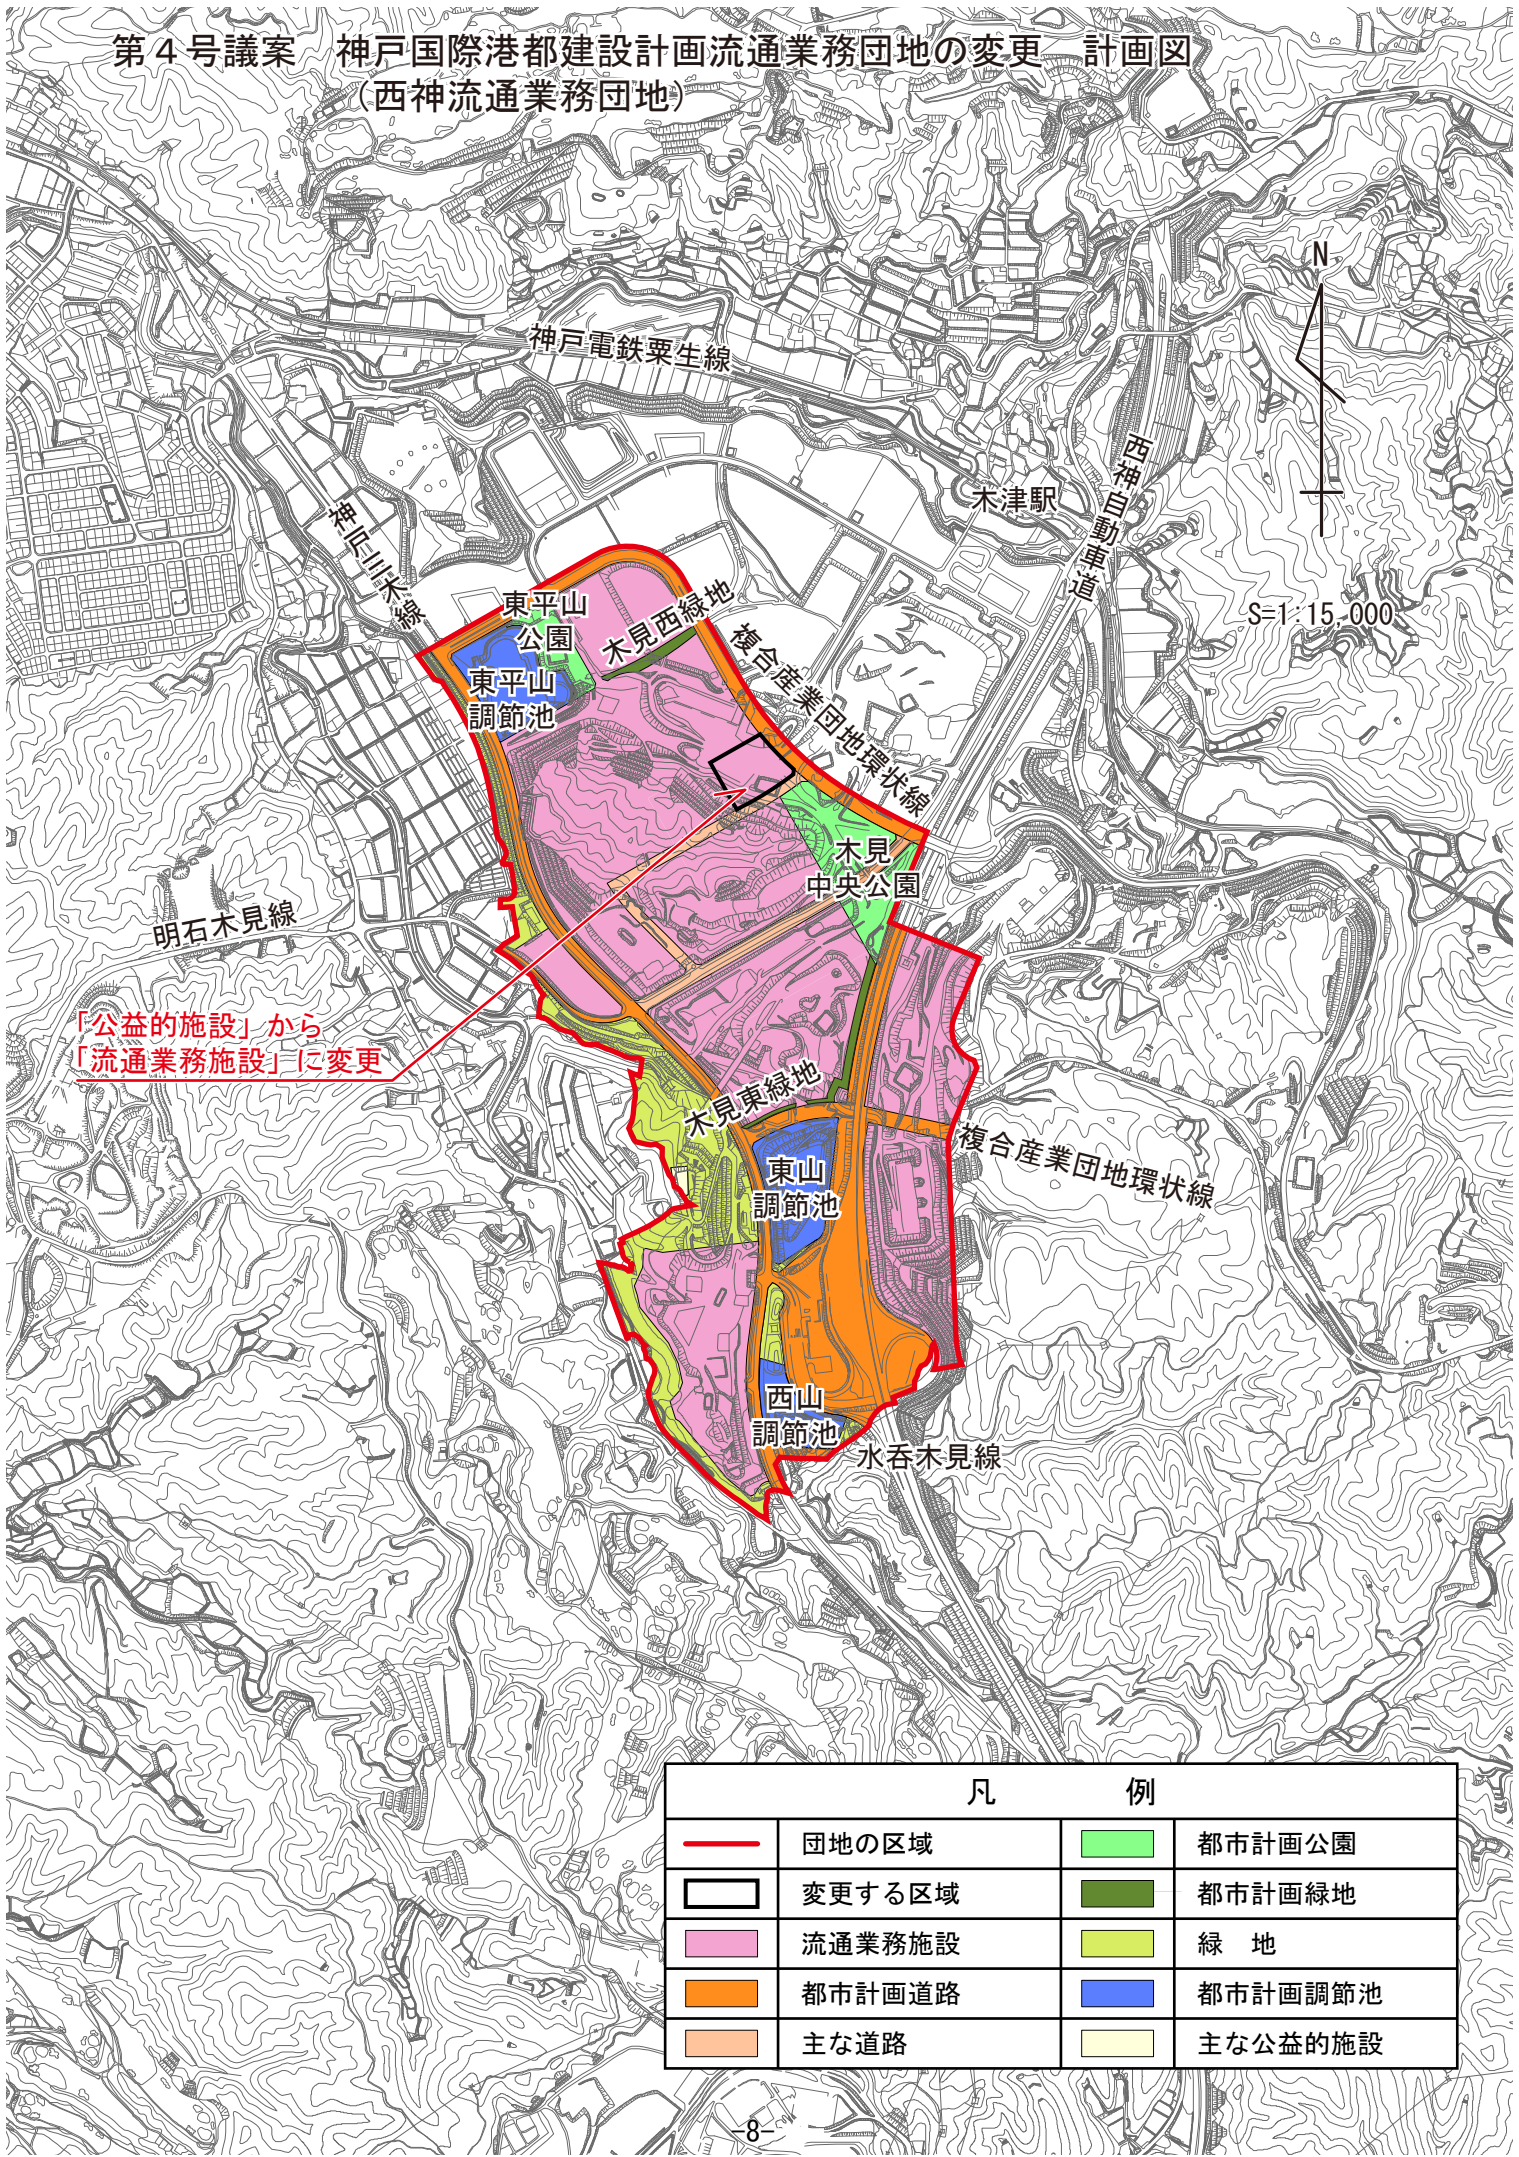 第4号議案　神戸国際港都建設計画流通業務団地の変更　計画図
（西神流通業務団地）
N
神戸電鉄粟生線
西神自動車道
木津駅
神戸三木線
S=1:15,000
東平山
公園
木見西緑地
複合産業団地環状線
東平山
調節池
木見
中央公園
明石木見線
「公益的施設」から
「流通業務施設」に変更
木見東緑地
複合産業団地環状線
東山
調節池
西山
調節池
水呑木見線
凡　例
団地の区域
都市計画公園
変更する区域
都市計画緑地
流通業務施設
緑　地
都市計画道路
都市計画調節池
主な道路
主な公益的施設
-8-